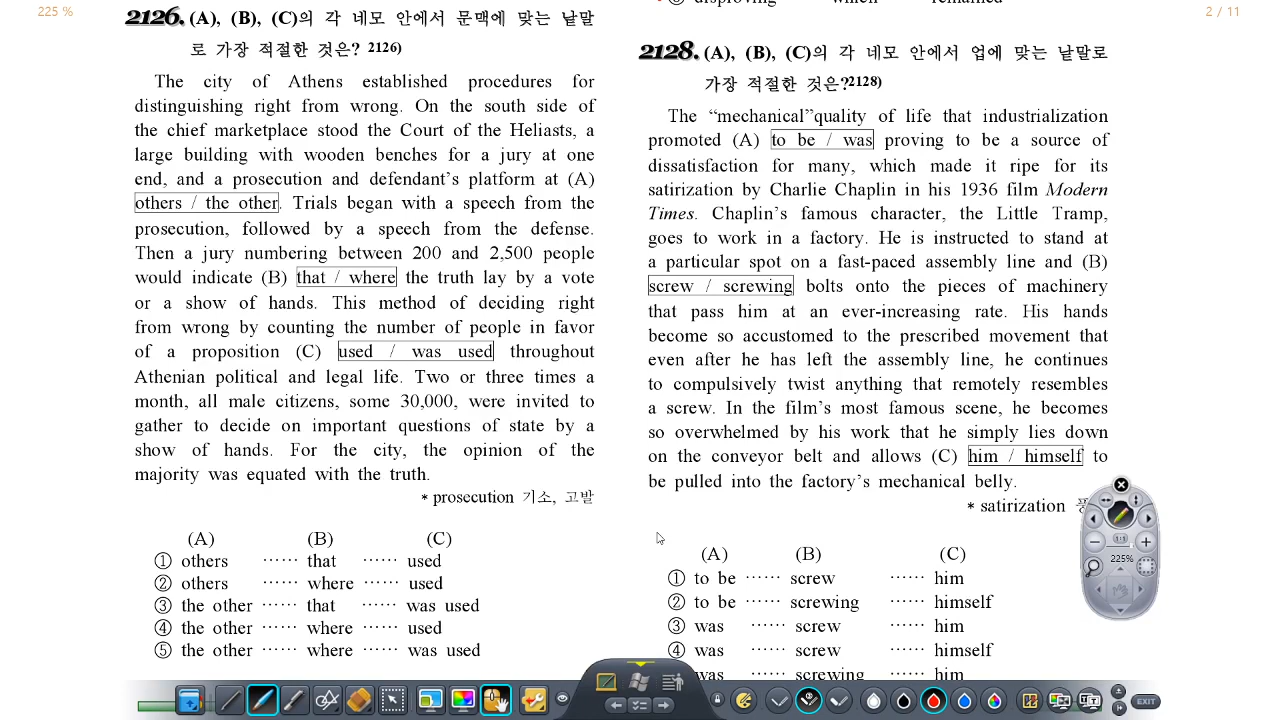 225 %
2 / 11
2126. (A), (B), (C)의 각 네모 안에서 문맥에 맞는 낱말
로 가장 적절한 것은? 2126)
The city of Athens established procedures for
distinguishing right from wrong. On the south side of
the chief marketplace stood the Court of the Heliasts, a
large building with wooden benches for a jury at one
end, and a prosecution and defendant's platform at (A)
others / the other. Trials began with a speech from the
prosecution, followed by a speech from the defense.
Then a jury numbering between 200 and 2,500 people
would indicate (B) that / where the truth lay by a vote
or a show of hands. This method of deciding right
from wrong by counting the number of people in favor
of a proposition (C) used / was used throughout
Athenian political and legal life. Two or three times a
month, all male citizens, some 30,000, were invited to
gather to decide on important questions of state by a
show of hands. For the city, the opinion of the
majority was equated with the truth.
* prosecution 기소, 고발
(A) (B) (C)
① others ······ that ······ used
② others ······ where ······ used
③ the other ······ that ······ was used
④ the other ······ where ······ used
⑤ the other ······ where ······ was used
disproving ······ which ······ remained
2128. (A), (B), (C)의 각 네모 안에서 업에 맞는 낱말로
가장 적절한 것은?2128)
The “mechanical”quality of life that industrialization
promoted (A) to be / was proving to be a source of
dissatisfaction for many, which made it ripe for its
satirization by Charlie Chaplin in his 1936 film Modern
Times. Chaplin's famous character, the Little Tramp,
goes to work in a factory. He is instructed to stand at
a particular spot on a fast-paced assembly line and (B)
screw / screwing bolts onto the pieces of machinery
that pass him at an ever-increasing rate. His hands
become so accustomed to the prescribed movement that
even after he has left the assembly line, he continues
to compulsively twist anything that remotely resembles
a screw. In the film's most famous scene, he becomes
so overwhelmed by his work that he simply lies down
on the conveyor belt and allows (C) him / himself to
be pulled into the factory's mechanical belly.
* satirization
(A) (B) (C)
① to be ······ screw ······ him
② to be ······ screwing ······ himself
③ was ······ screw ······ him
④ was ······ screw ······ himself
was ······ screwing ······ him
1:1
225%
EXIT